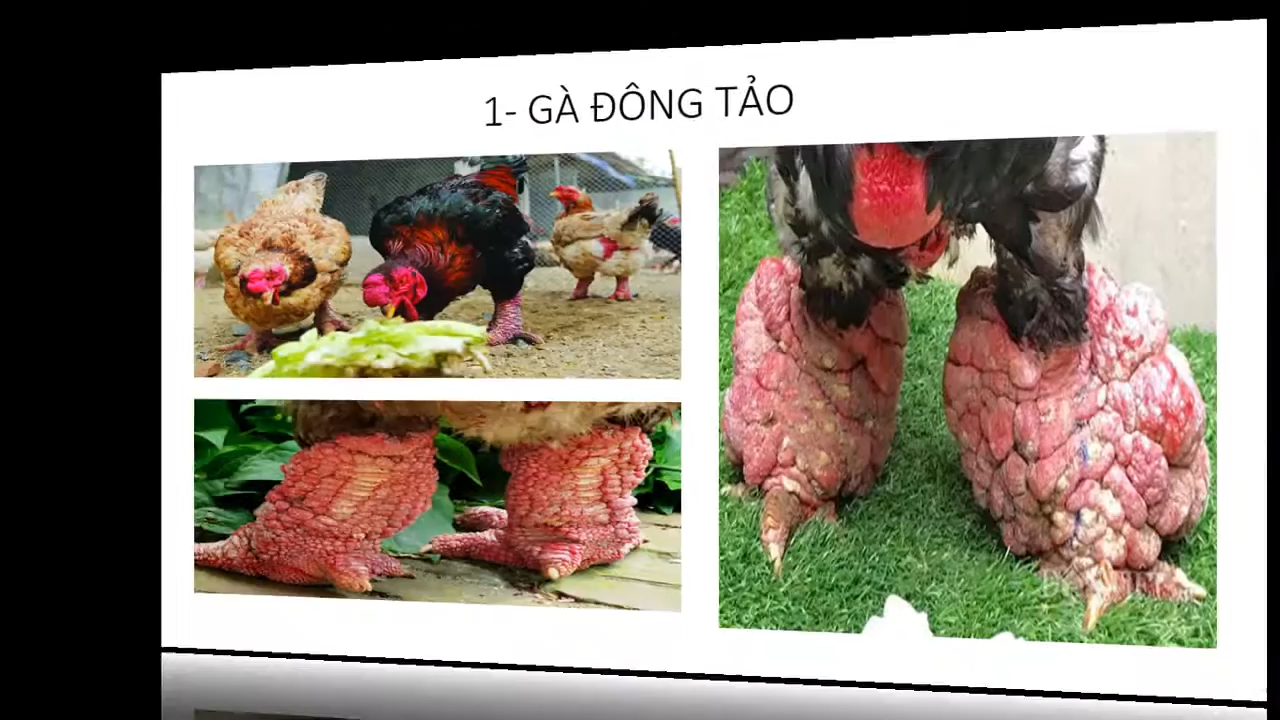 1- GÀ ĐÔNG TẢO